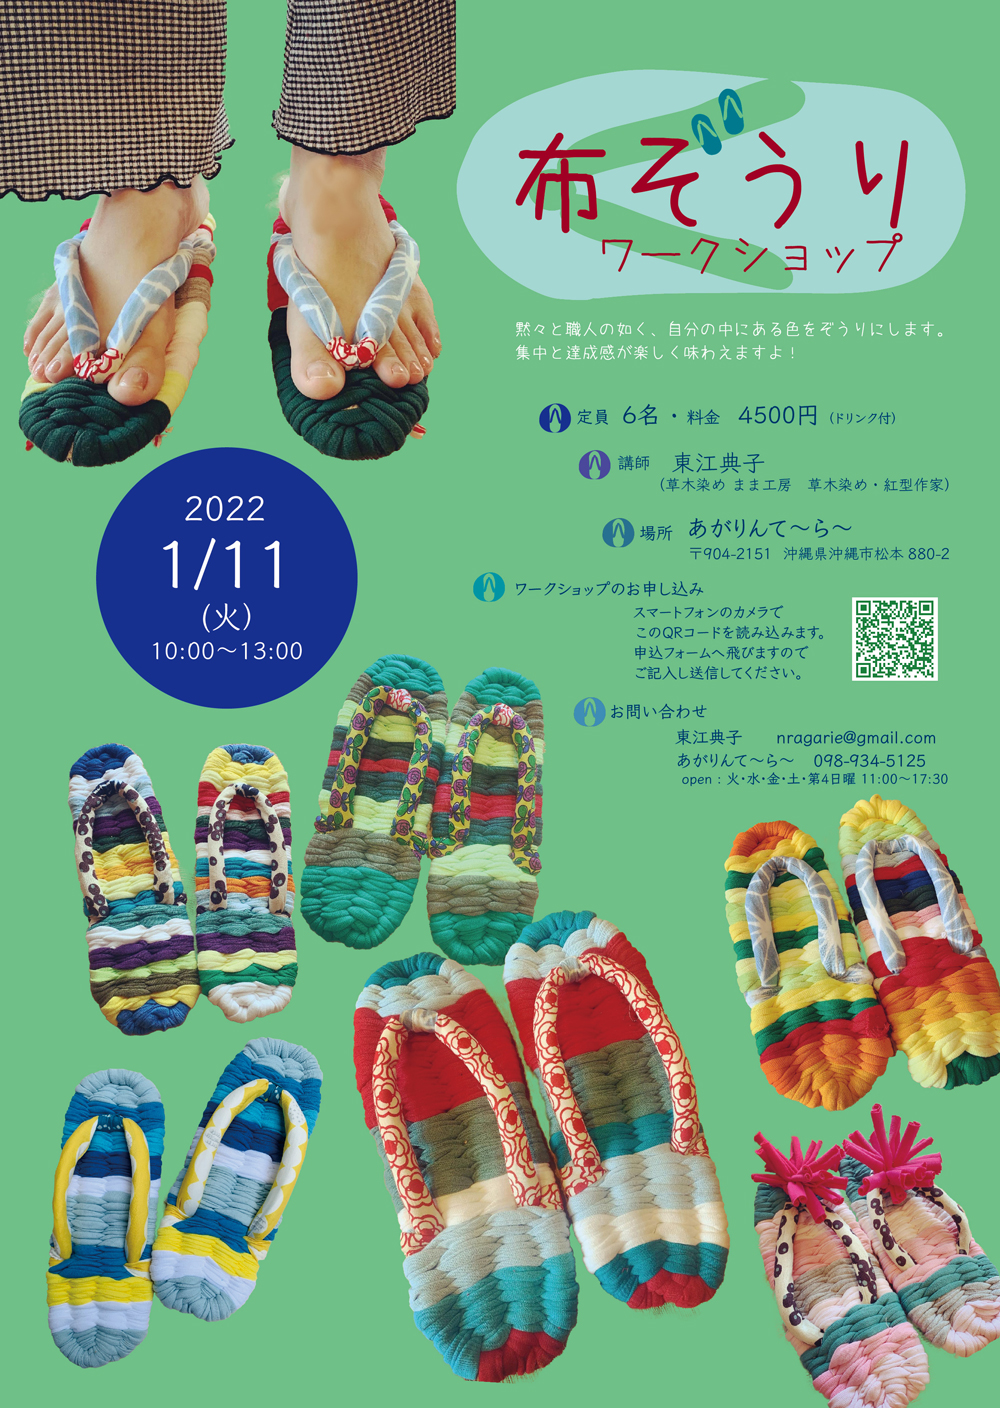 布ぞうり
ワークショップ
黙々と職人の如く、自分の中にある色をぞうりにします。
集中と達成感が楽しく味わえますよ！
定員 6名・料金 4500円 (ドリンク付)
講師 東江典子
(草木染め まま工房 草木染め・紅型作家)
場所 あがりんて〜ら〜
〒904-2151 沖縄県沖縄市松本 880-2
2022
1/11
(火)
10:00〜13:00
ワークショップのお申し込み
スマートフォンのカメラで
このQRコードを読み込みます。
申込フォームへ飛びますので
ご記入し送信してください。
お問い合わせ
東江典子 nragarie@gmail.com
あがりんて〜ら〜 098-934-5125
open : 火・水・金・土・第4日曜 11:00〜17:30